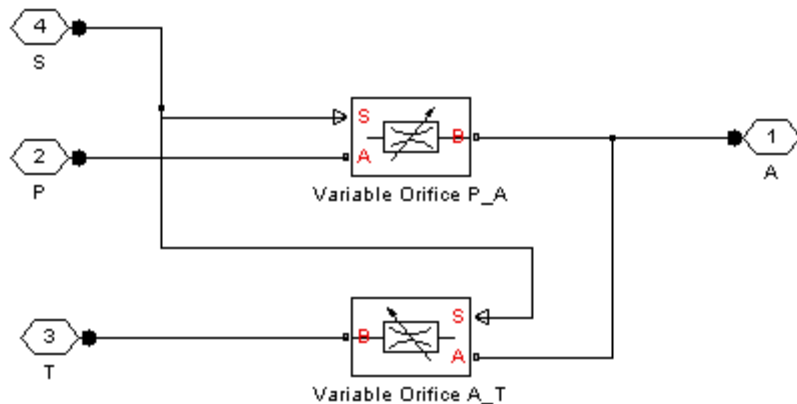 4
S
S
2
A
B
1
P
A
Variable Orifice P_A
S
3
B
A
T
Variable Orifice A_T